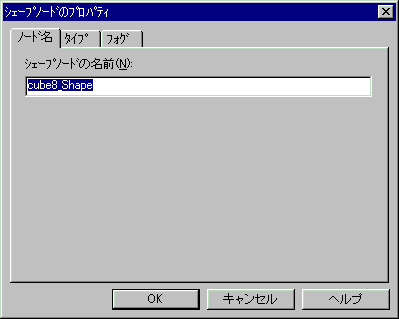 ｼｪｰﾌﾟﾉｰﾄﾞのﾌﾟﾛﾊﾟﾃｨ
ﾉｰﾄﾞ名 ﾀｲﾌﾟ ﾌｫｸﾞ
ｼｪｰﾌﾟﾉｰﾄﾞの名前(N):
cube8_Shape
OK キャンセル ヘルプ